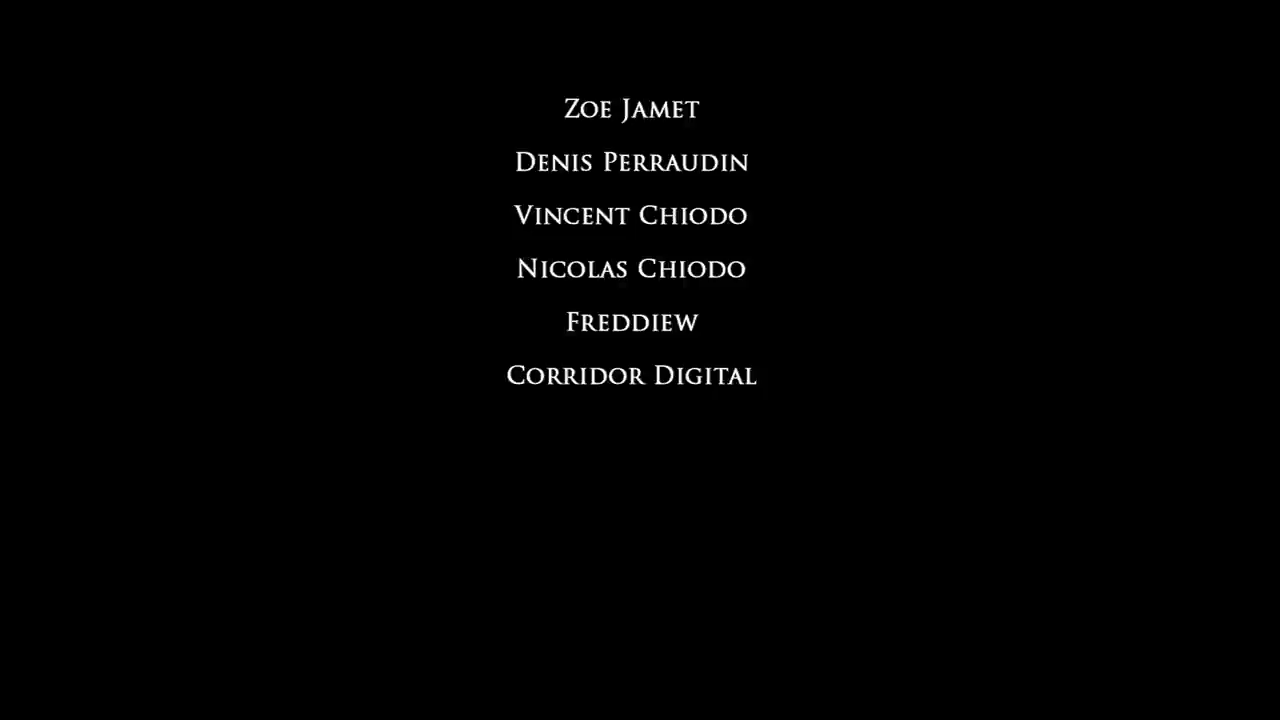 Zoe Jamet
Denis Perraudin
Vincent Chiodo
Nicolas Chiodo
Freddiew
Corridor Digital